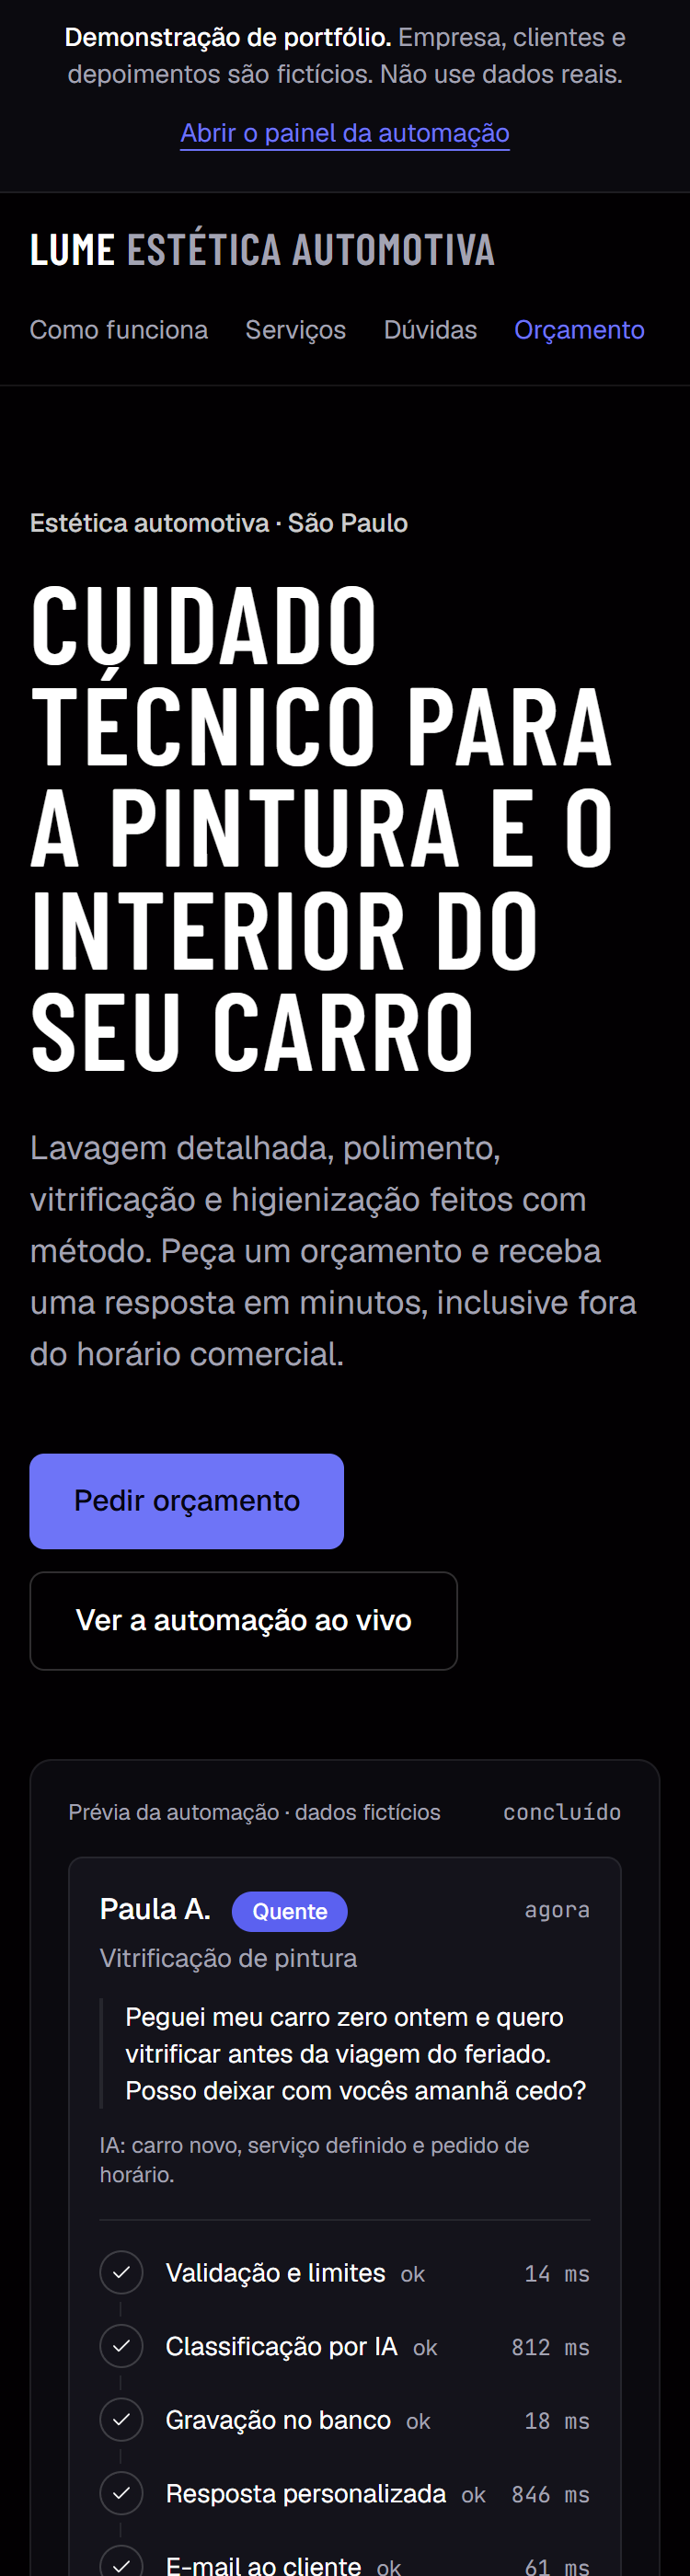 Demonstração de portfólio. Empresa, clientes e
depoimentos são fictícios. Não use dados reais.
Abrir o painel da automação
LUME ESTÉTICA AUTOMOTIVA
Como funciona Serviços Dúvidas Orçamento
Estética automotiva · São Paulo
CUIDADO
TÉCNICO PARA
A PINTURA E O
INTERIOR DO
SEU CARRO
Lavagem detalhada, polimento,
vitrificação e higienização feitos com
método. Peça um orçamento e receba
uma resposta em minutos, inclusive fora
do horário comercial.
Pedir orçamento
Ver a automação ao vivo
Prévia da automação · dados fictícios concluído
Paula A. Quente agora
Vitrificação de pintura
Peguei meu carro zero ontem e quero
vitrificar antes da viagem do feriado.
Posso deixar com vocês amanhã cedo?
IA: carro novo, serviço definido e pedido de
horário.
Validação e limites ok 14 ms
Classificação por IA ok 812 ms
Gravação no banco ok 18 ms
Resposta personalizada ok 846 ms
E-mail ao cliente ok 61 ms